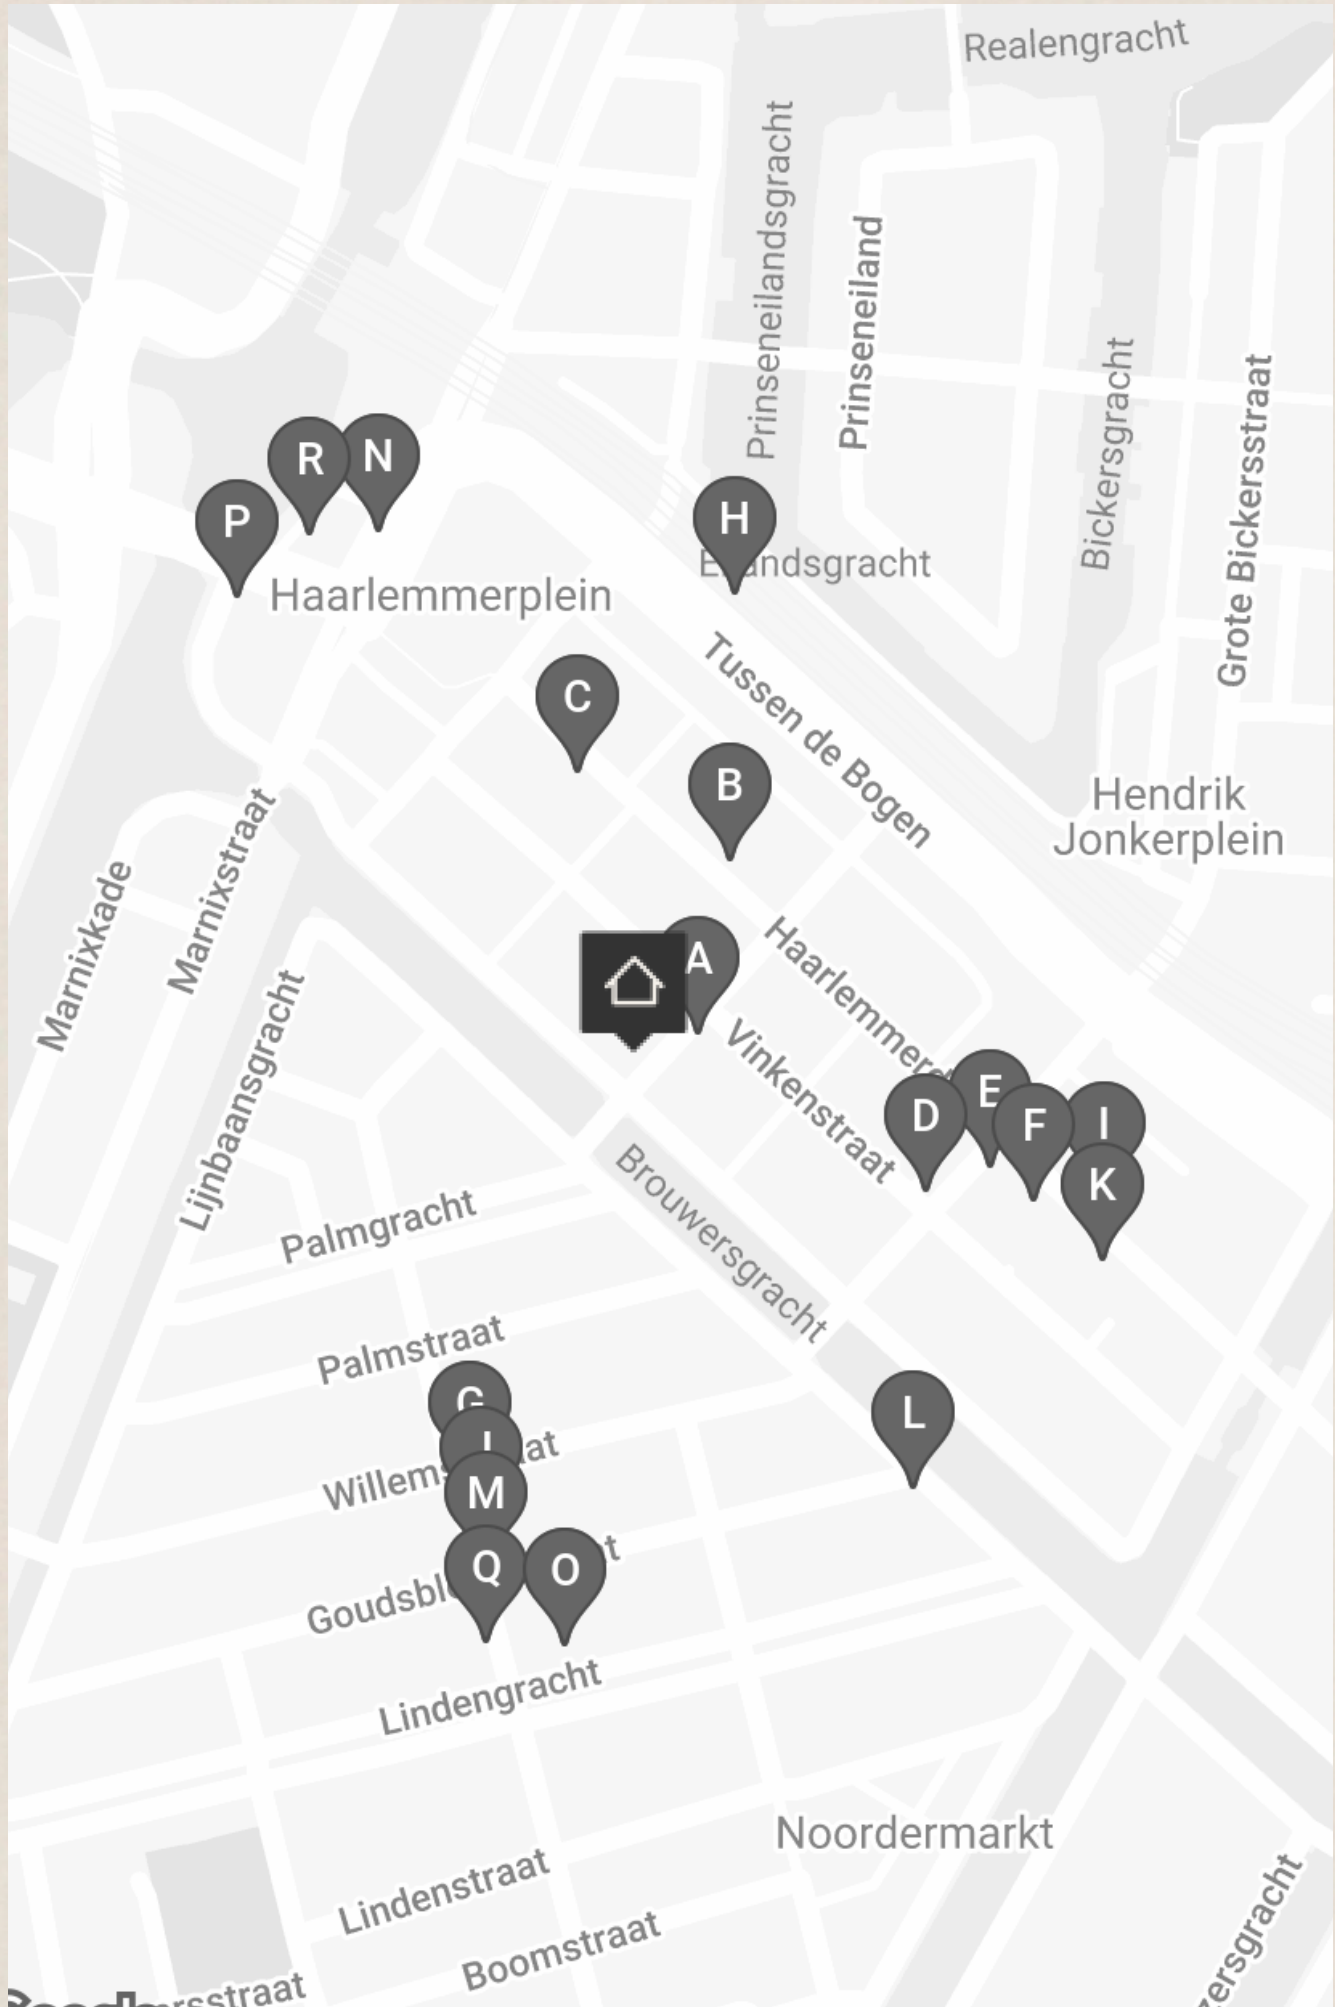 Realengracht
Prinseneilandsgracht
Prinseneiland
Bickersgracht
Grote Bickersstraat
R
N
P
H
Haarlemmerplein
C
Tussen de Bogen
B
Hendrik
Jonkerplein
Marnixstraat
Marnixkade
A
Lijnbaansgracht
Vinkenstraat
E
D
F
I
K
Brouwersgracht
Palmgracht
Palmstraat
G
L
M
Q
O
Lindengracht
Noordermarkt
Lindenstraat
Boomstraat